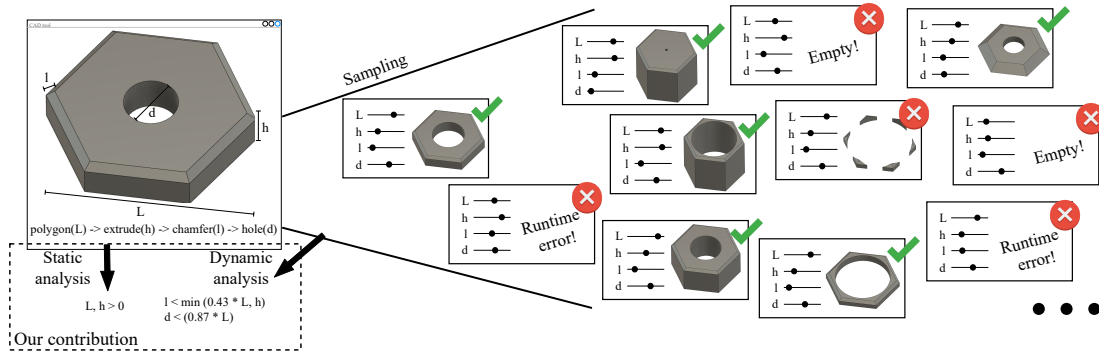 CAD tool
l
d
h
L
polygon(L) -> extrude(h) -> chamfer(l) -> hole(d)
Static
analysis
Dynamic
analysis
L, h > 0
l < min (0.43 * L, h)
d < (0.87 * L)
Our contribution
Sampling
L
h
l
d
L
h
l
d
Runtime
error!
L
h
l
d
L
h
l
d
Empty!
L
h
l
d
L
h
l
d
L
h
l
d
L
h
l
d
Empty!
L
h
l
d
L
h
l
d
L
h
l
d
Runtime
error!